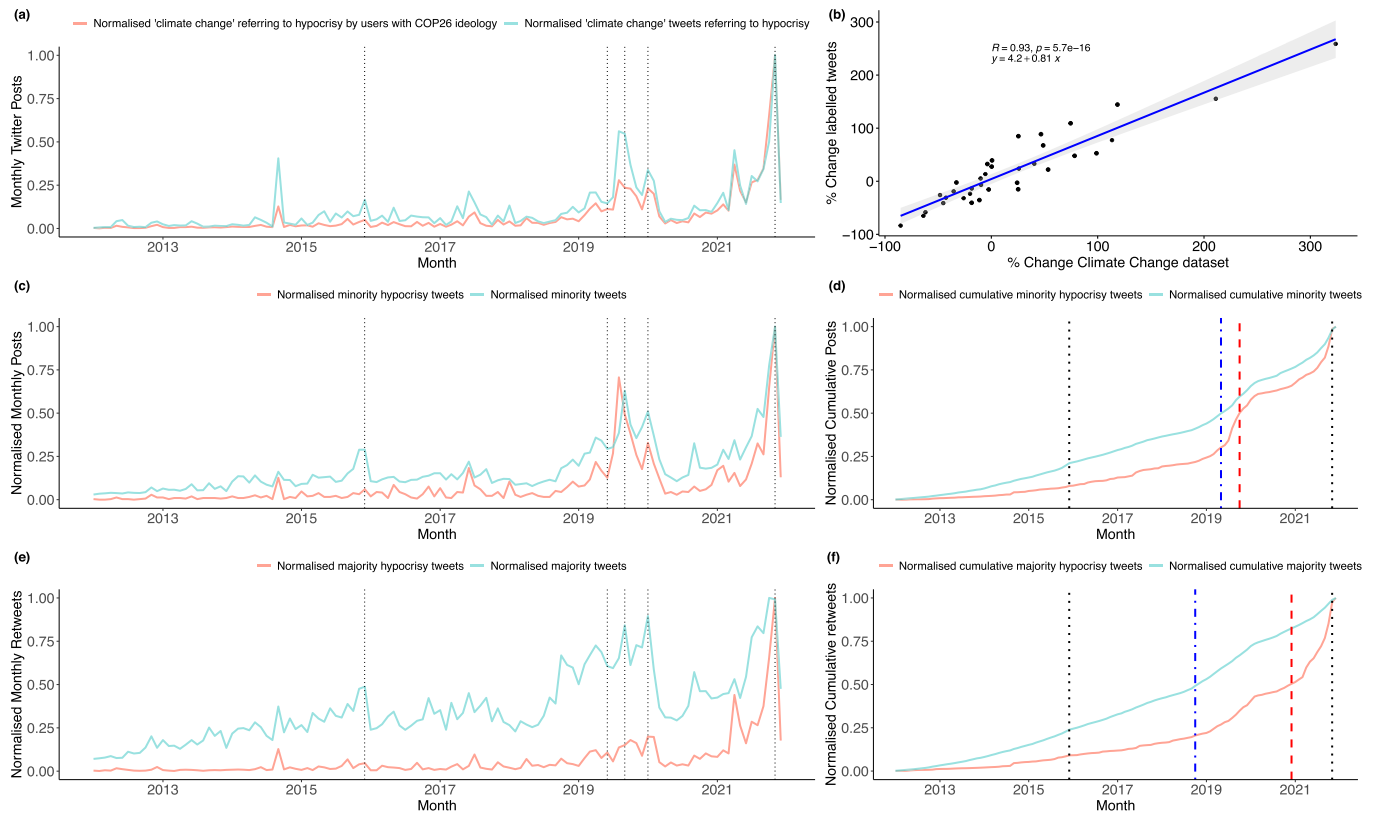 (a)
Normalised 'climate change' referring to hypocrisy by users with COP26 ideology Normalised 'climate change' tweets referring to hypocrisy
Monthly Twitter Posts
1.00
0.75
0.50
0.25
0.00
2013 2015 2017 2019 2021
Month
(b)
% Change labelled tweets
300
200
100
0
−100
R = 0.93, p = 5.7e−16
y = 4.2+0.81 x
−100 0 100 200 300
% Change Climate Change dataset
(c)
Normalised minority hypocrisy tweets Normalised minority tweets
Normalised Monthly Posts
1.00
0.75
0.50
0.25
0.00
2013 2015 2017 2019 2021
Month
(d)
Normalised cumulative minority hypocrisy tweets Normalised cumulative minority tweets
Normalised Cumulative Posts
1.00
0.75
0.50
0.25
0.00
2013 2015 2017 2019 2021
Month
(e)
Normalised majority hypocrisy tweets Normalised majority tweets
Normalised Monthly Retweets
1.00
0.75
0.50
0.25
0.00
2013 2015 2017 2019 2021
Month
(f)
Normalised cumulative majority hypocrisy tweets Normalised cumulative majority tweets
Normalised Cumulative retweets
1.00
0.75
0.50
0.25
0.00
2013 2015 2017 2019 2021
Month